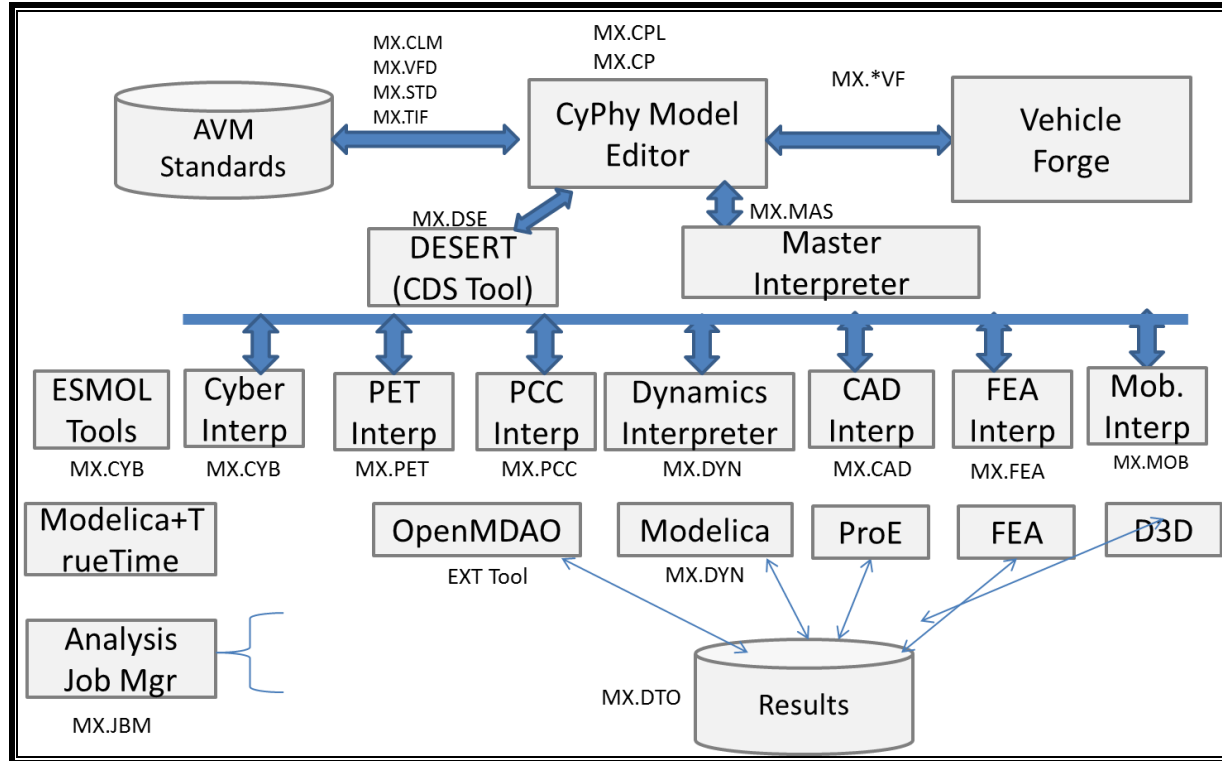 MX.CLM
MX.VFD
MX.STD
MX.TIF
MX.CPL
MX.CP
MX.*VF
AVM
Standards
CyPhy Model
Editor
Vehicle
Forge
MX.DSE
MX.MAS
DESERT
(CDS Tool)
Master
Interpreter
ESMOL
Tools
Cyber
Interp
PET
Interp
PCC
Interp
Dynamics
Interpreter
CAD
Interp
FEA
Interp
Mob.
Interp
MX.CYB
MX.CYB
MX.PET
MX.PCC
MX.DYN
MX.CAD
MX.FEA
MX.MOB
Modelica+T
rueTime
OpenMDAO
Modelica
ProE
FEA
D3D
EXT Tool
MX.DYN
Analysis
Job Mgr
MX.JBM
MX.DTO
Results